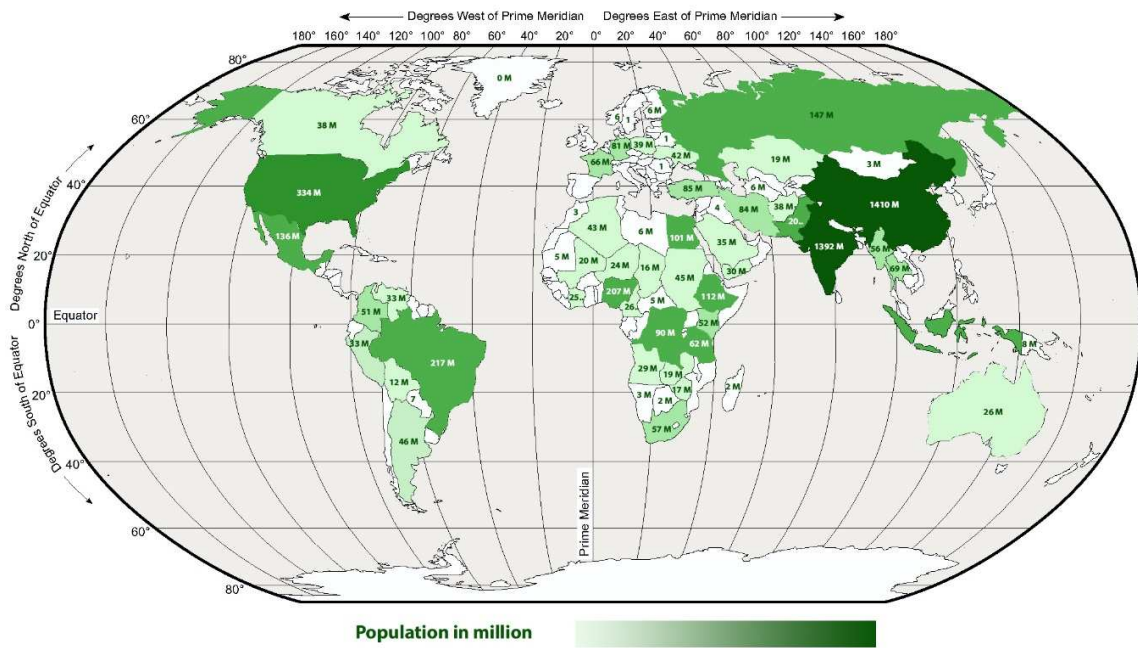 Degrees West of Prime Meridian Degrees East of Prime Meridian
180° 160° 140° 120° 100° 80° 60° 40° 20° 0° 20° 40° 60° 80° 100° 120° 140° 160° 180°
80°
0 M
60°
38 M
6
1
6 M
147 M
81 M
39 M
1
66 M
42 M
19 M
3 M
1
40°
334 M
85 M
6 M
1410 M
84 M
38 M
4
20..
136 M
3
43 M
6 M
101 M
35 M
1392 M
56 M
20°
5 M
20 M
24 M
16 M
45 M
30 M
69 M
33 M
25..
207 M
26..
5 M
112 M
51 M
Equator
0°
52 M
90 M
62 M
33 M
217 M
8 M
12 M
29 M
19 M
17 M
2 M
20°
7
3 M
2 M
26 M
46 M
57 M
40°
60°
80°
Degrees North of Equator
Degrees South of Equator
Prime Meridian
Population in million